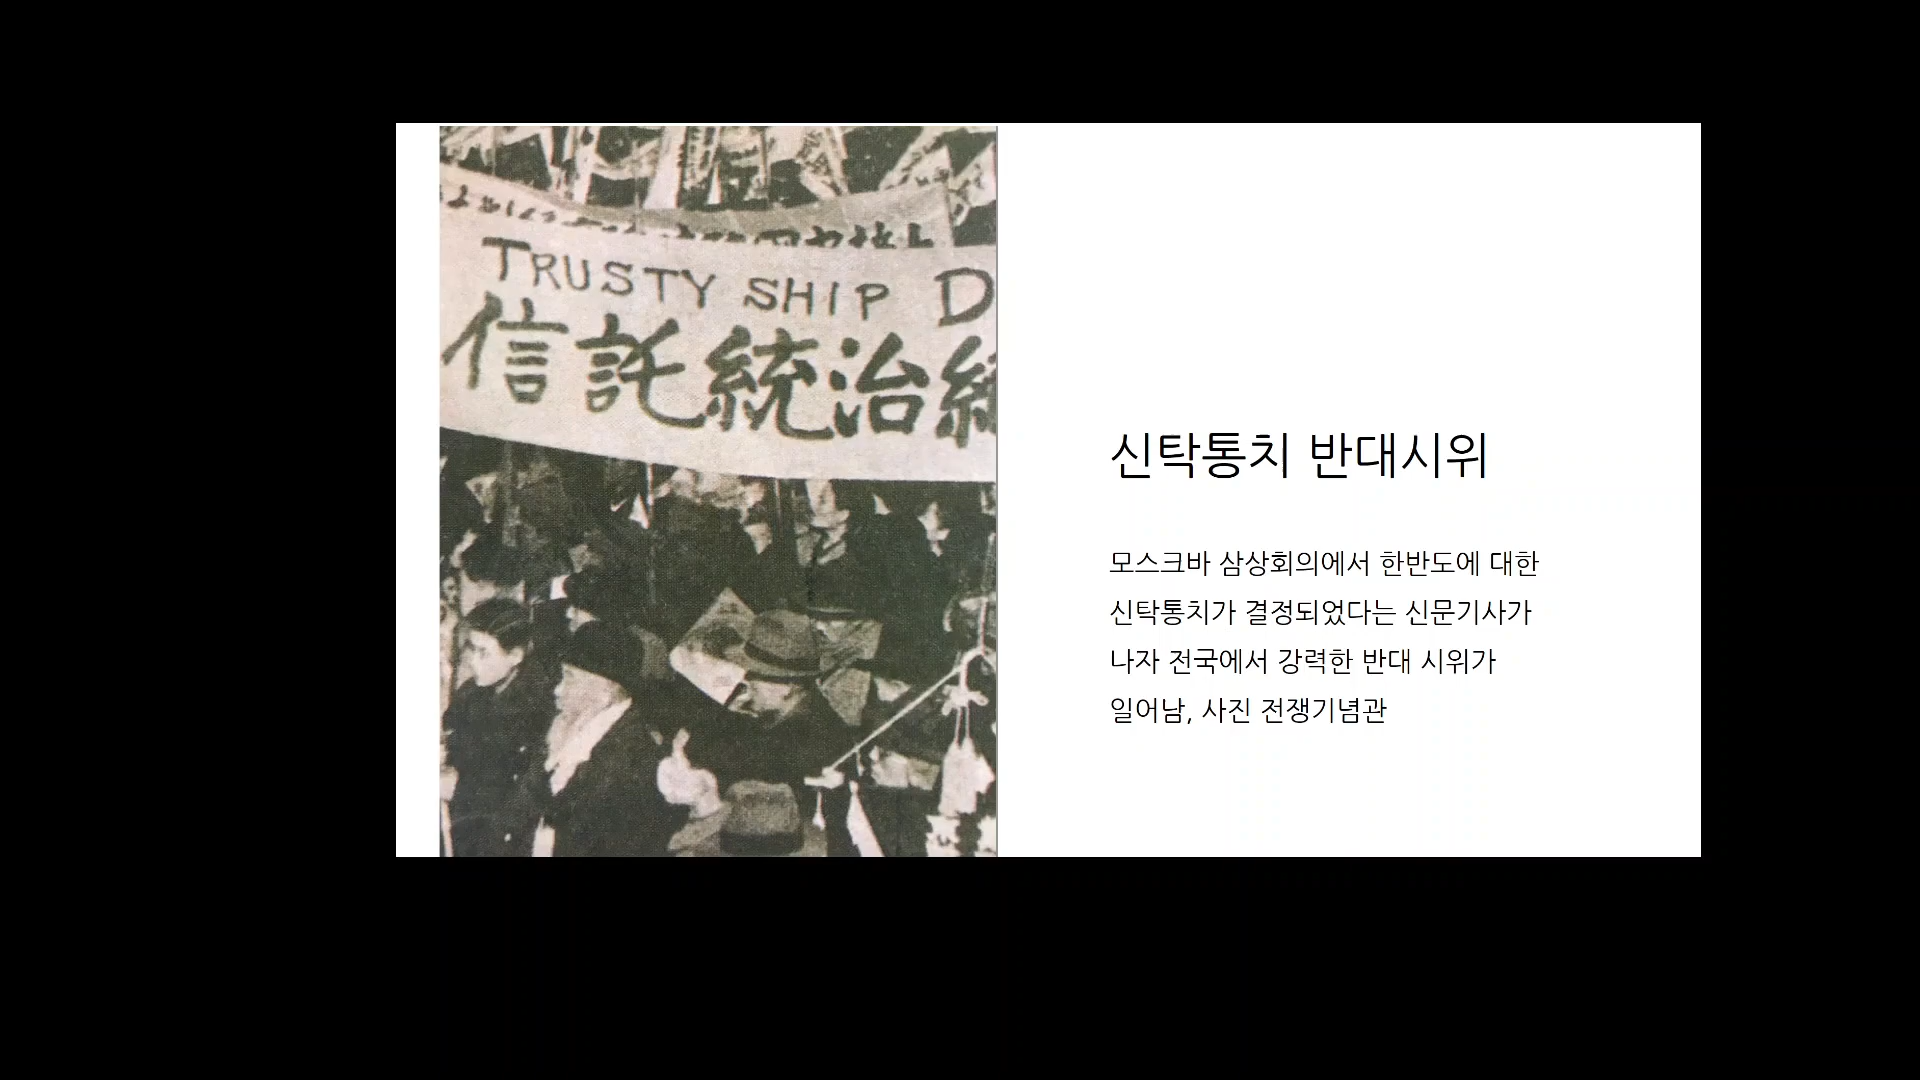 TRUSTY SHIP D
信託統治
신탁통치 반대시위
모스크바 삼상회의에서 한반도에 대한
신탁통치가 결정되었다는 신문기사가
나자 전국에서 강력한 반대 시위가
일어남, 사진 전쟁기념관